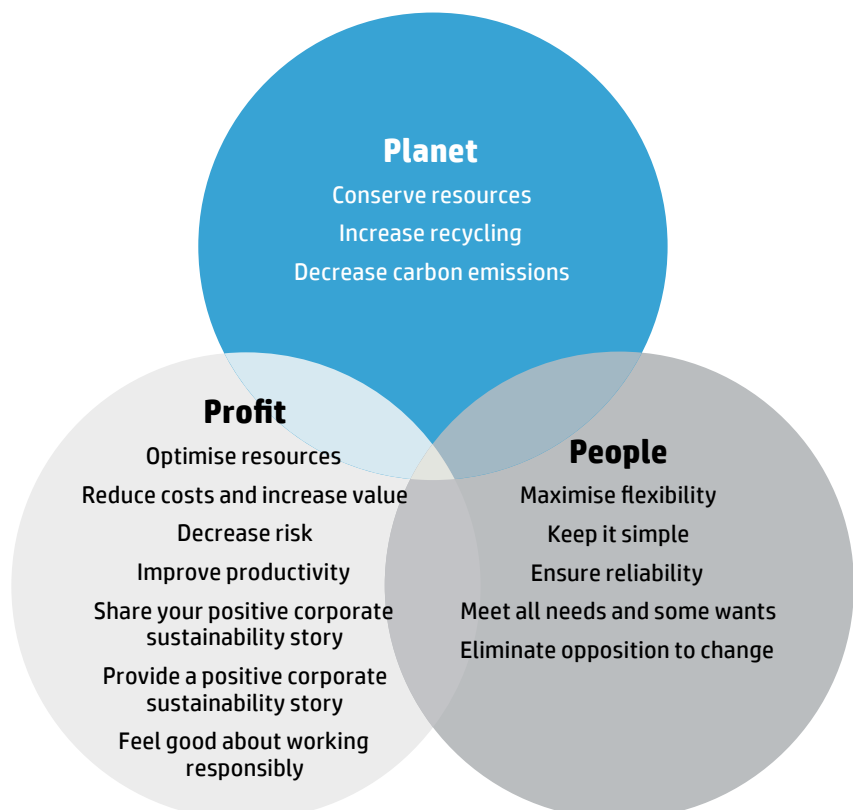 Planet
Conserve resources
Increase recycling
Decrease carbon emissions
Profit
Optimise resources
Reduce costs and increase value
Decrease risk
Improve productivity
Share your positive corporate
sustainability story
Provide a positive corporate
sustainability story
Feel good about working
responsibly
People
Maximise flexibility
Keep it simple
Ensure reliability
Meet all needs and some wants
Eliminate opposition to change